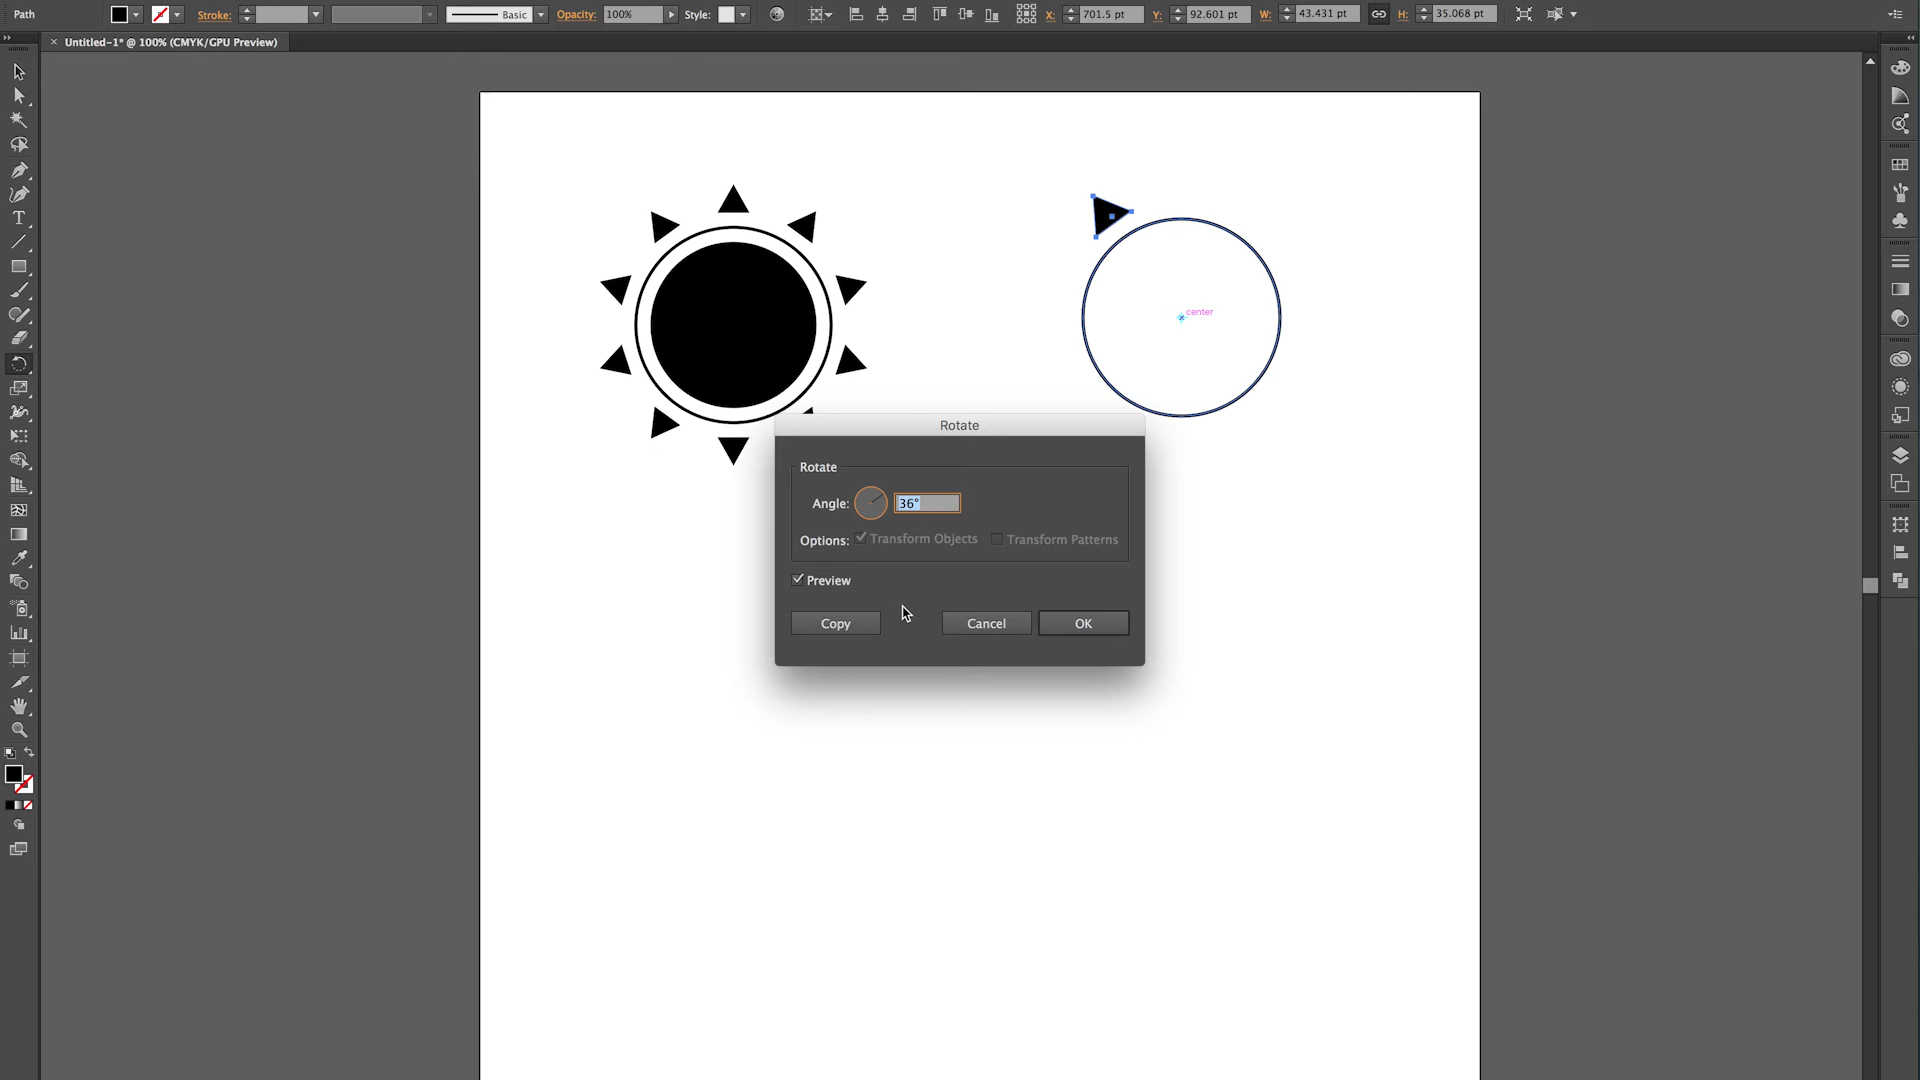 Path Stroke: Basic Opacity: 100% Style: X: 701.5 pt Y: 92.601 pt W: 43.431 pt H: 35.068 pt
× Untitled-1* @ 100% (CMYK/GPU Preview)
T
center
Rotate
Rotate
Angle: 36°
Options: Transform Objects Transform Patterns
Preview
Copy Cancel OK